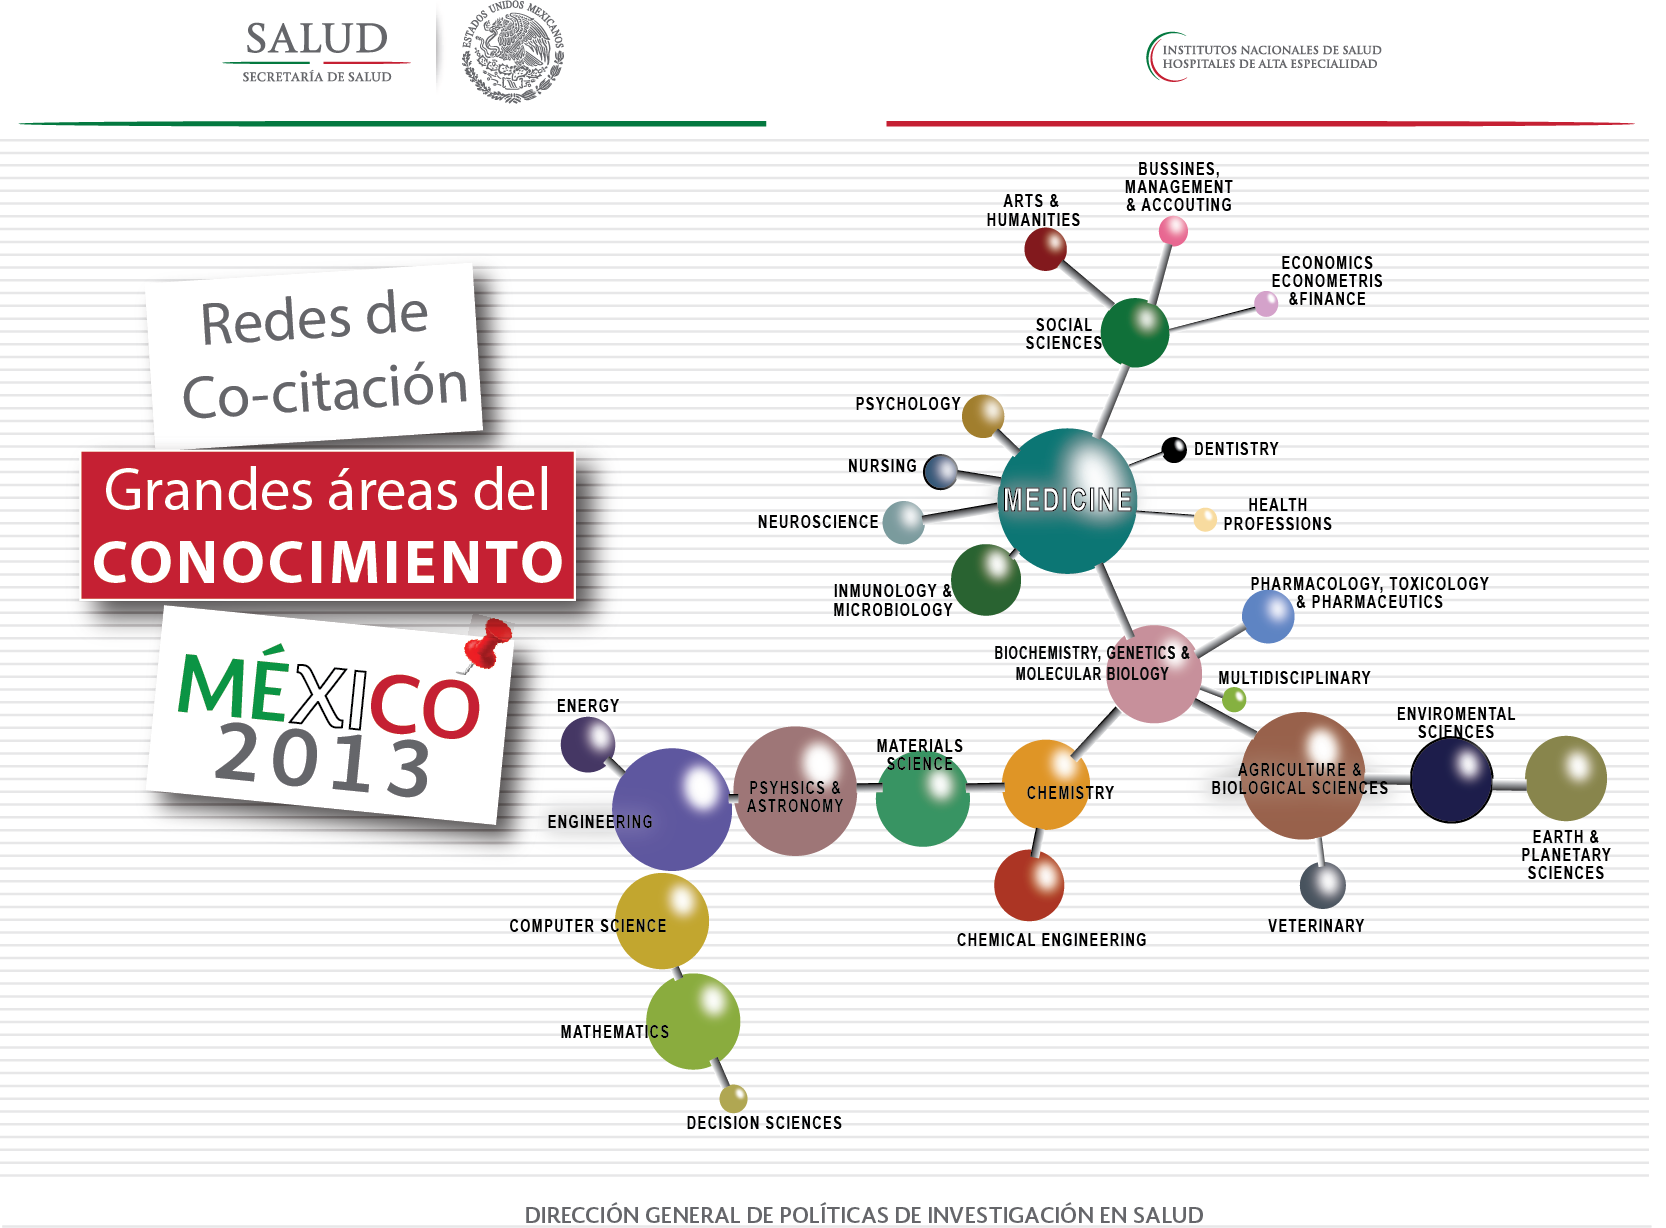 SALUD
SECRETARÍA DE SALUD
ESTADOS UNIDOS MEXICANOS
INSTITUTOS NACIONALES DE SALUD
HOSPITALES DE ALTA ESPECIALIDAD
Redes de
Co-citación
Grandes áreas del
CONOCIMIENTO
MÉXICO
2013
BUSSINES,
MANAGEMENT
& ACCOUTING
ARTS &
HUMANITIES
ECONOMICS
ECONOMETRIS
&FINANCE
SOCIAL
SCIENCES
PSYCHOLOGY
DENTISTRY
NURSING
MEDICINE
HEALTH
PROFESSIONS
NEUROSCIENCE
INMUNOLOGY &
MICROBIOLOGY
PHARMACOLOGY, TOXICOLOGY
& PHARMACEUTICS
BIOCHEMISTRY, GENETICS &
MOLECULAR BIOLOGY
MULTIDISCIPLINARY
ENERGY
ENVIROMENTAL
SCIENCES
MATERIALS
SCIENCE
AGRICULTURE &
BIOLOGICAL SCIENCES
PSYHSICS &
ASTRONOMY
CHEMISTRY
ENGINEERING
EARTH &
PLANETARY
SCIENCES
COMPUTER SCIENCE
VETERINARY
CHEMICAL ENGINEERING
MATHEMATICS
DECISION SCIENCES
DIRECCIÓN GENERAL DE POLÍTICAS DE INVESTIGACIÓN EN SALUD